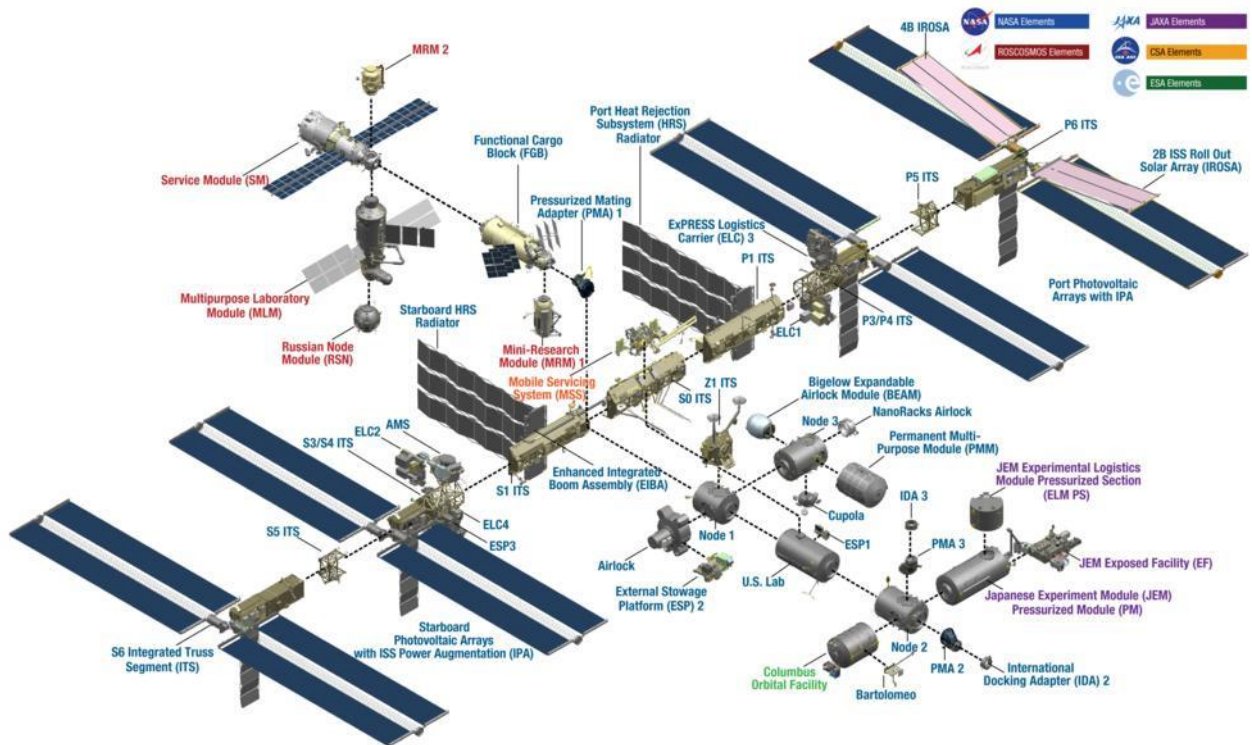 NASA
NASA Elements
JAXA
JAXA Elements
4B IROSA
ROSCOSMOS Elements
CSA Elements
ESA Elements
MRM 2
Port Heat Rejection
Subsystem (HRS)
Radiator
P6 ITS
Functional Cargo
Block (FGB)
2B ISS Roll Out
Solar Array (IROSA)
Service Module (SM)
P5 ITS
Pressurized Mating
Adapter (PMA) 1
ExPRESS Logistics
Carrier (ELC) 3
P1 ITS
Multipurpose Laboratory
Module (MLM)
Port Photovoltaic
Arrays with IPA
Starboard HRS
Radiator
ELC1
P3/P4 ITS
Russian Node
Module (RSN)
Mini-Research
Module (MRM) 1
Mobile Servicing
System (MSS)
Z1 ITS
S0 ITS
Bigelow Expandable
Airlock Module (BEAM)
Node 3
NanoRacks Airlock
AMS
ELC2
S3/S4 ITS
Permanent Multi-
Purpose Module (PMM)
Enhanced Integrated
Boom Assembly (EIBA)
JEM Experimental Logistics
Module Pressurized Section
(ELM PS)
S1 ITS
IDA 3
Cupola
ELC4
S5 ITS
Node 1
ESP1
ESP3
PMA 3
JEM Exposed Facility (EF)
Airlock
U.S. Lab
External Stowage
Platform (ESP) 2
Japanese Experiment Module (JEM)
Pressurized Module (PM)
Starboard
Photovoltaic Arrays
with ISS Power Augmentation (IPA)
S6 Integrated Truss
Segment (ITS)
Node 2
Columbus
Orbital Facility
PMA 2
International
Docking Adapter (IDA) 2
Bartolomeo